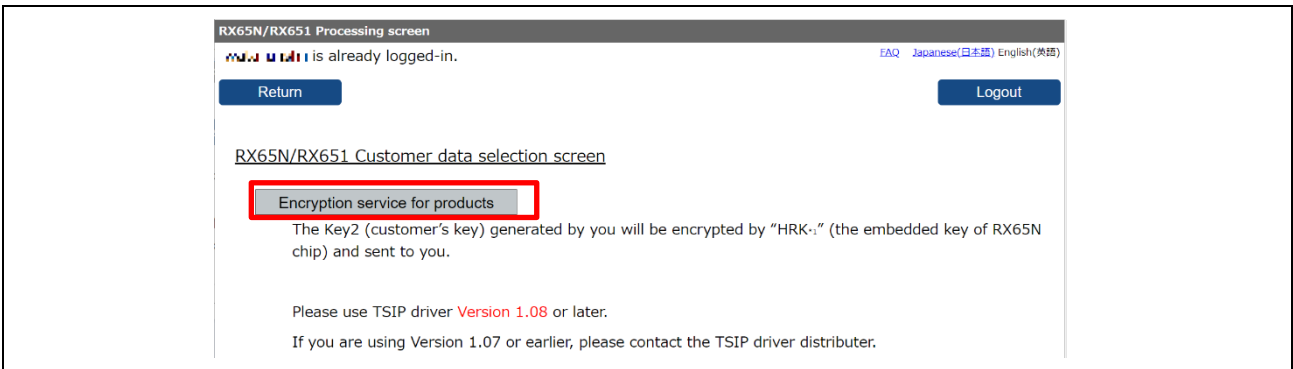 RX65N/RX651 Processing screen
is already logged-in.
FAQ Japanese(日本語) English(英語)
Return
Logout
RX65N/RX651 Customer data selection screen
Encryption service for products
The Key2 (customer's key) generated by you will be encrypted by “HRK*1” (the embedded key of RX65N
chip) and sent to you.
Please use TSIP driver Version 1.08 or later.
If you are using Version 1.07 or earlier, please contact the TSIP driver distributer.